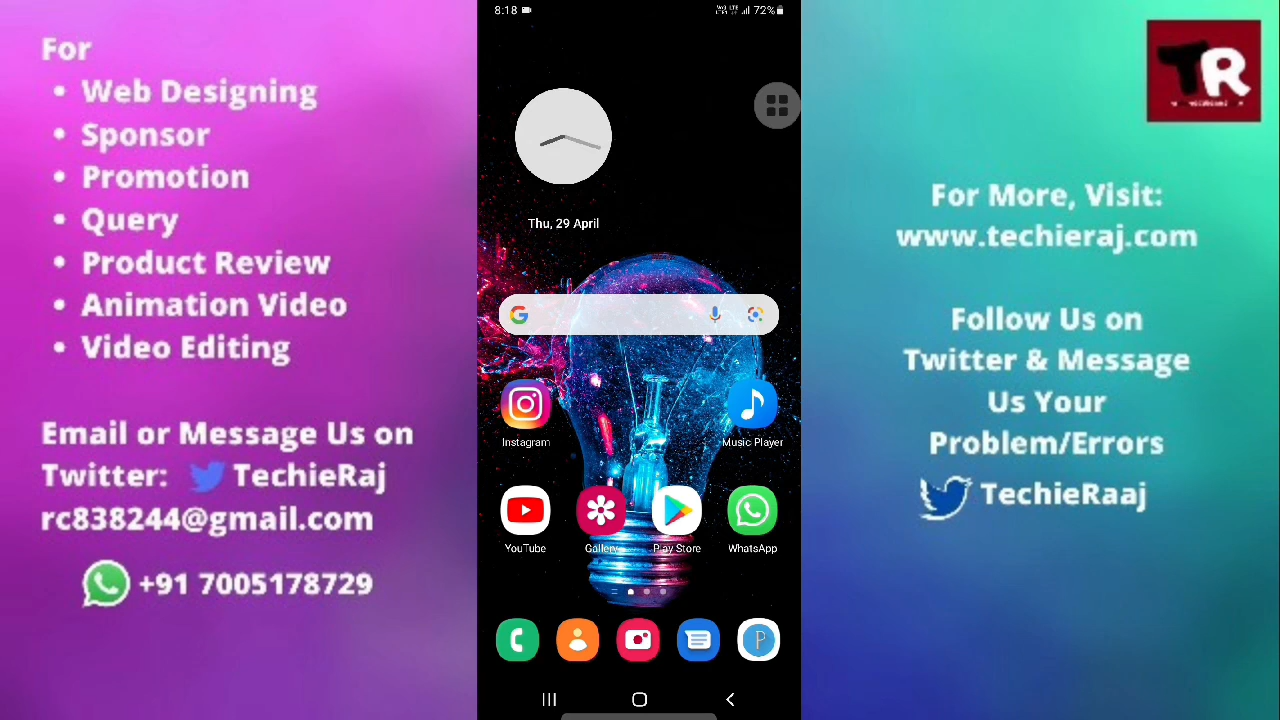 For
• Web Designing
• Sponsor
• Promotion
• Query
• Product Review
• Animation Video
• Video Editing
Email or Message Us on
Twitter: TechieRaj
rc838244@gmail.com
+91 7005178729
8:18
72%
Thu, 29 April
Instagram
Music Player
YouTube
Gallery
Play Store
WhatsApp
TR
For More, Visit:
www.techieraj.com
Follow Us on
Twitter & Message
Us Your
Problem/Errors
TechieRaaj